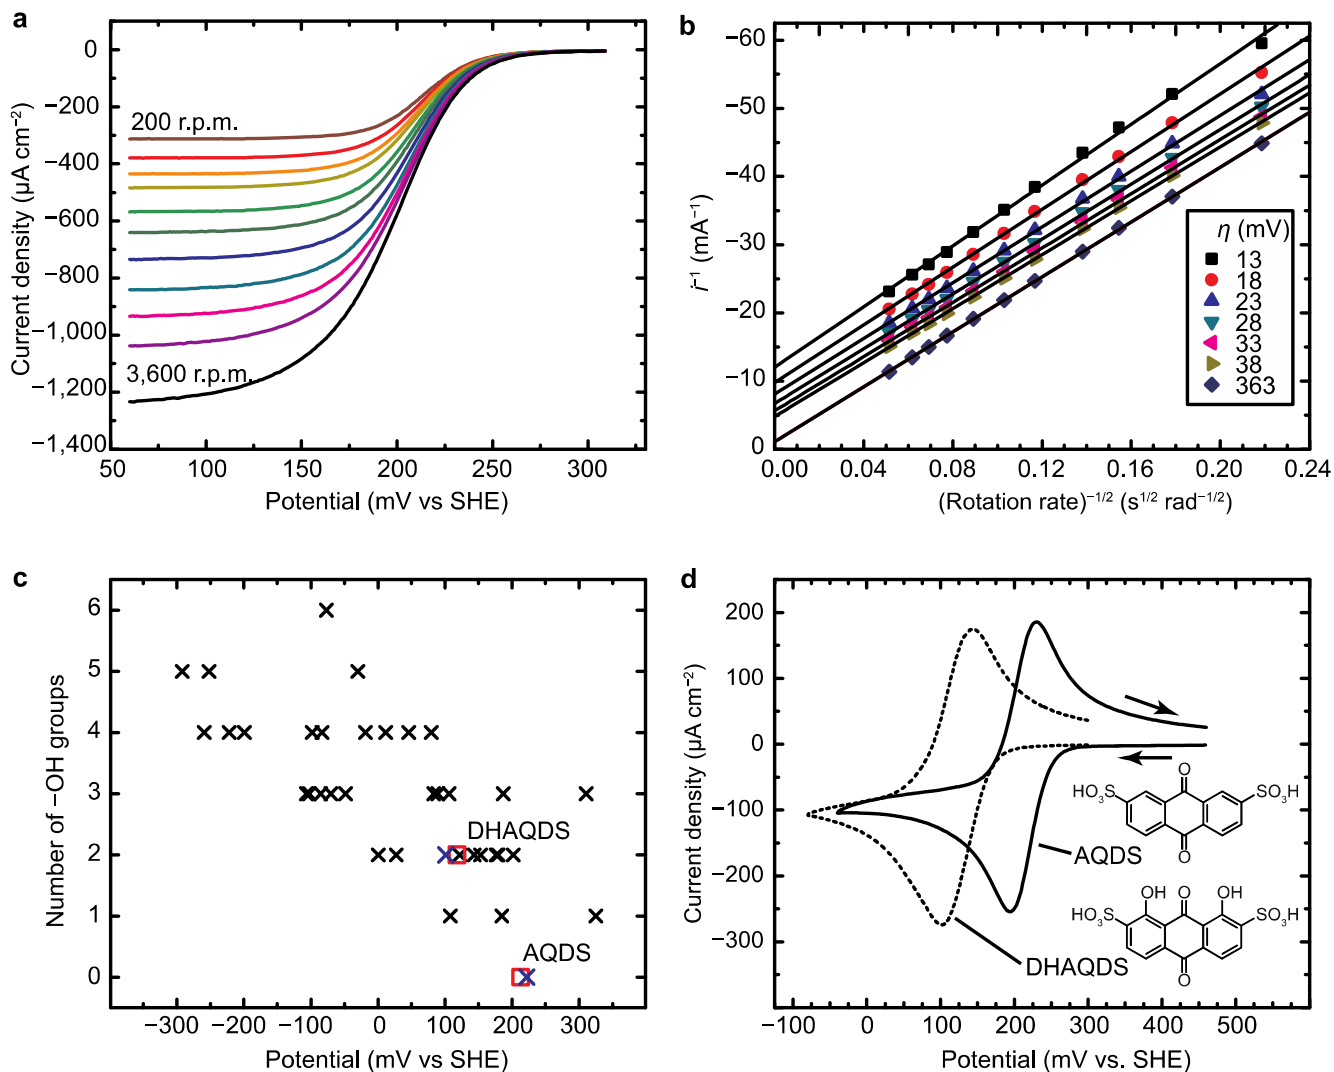 a
Current density (μA cm⁻²)
0
−200
−400
−600
−800
−1,000
−1,200
−1,400
200 r.p.m.
3,600 r.p.m.
50
100
150
200
250
300
Potential (mV vs SHE)
b
i⁻¹ (mA⁻¹)
−60
−50
−40
−30
−20
−10
0
η (mV)
13
18
23
28
33
38
363
0.00
0.04
0.08
0.12
0.16
0.20
0.24
(Rotation rate)⁻¹ᐟ² (s¹ᐟ² rad⁻¹ᐟ²)
c
Number of −OH groups
6
5
4
3
2
1
0
DHAQDS
AQDS
−300
−200
−100
0
100
200
300
Potential (mV vs SHE)
d
Current density (μA cm⁻²)
200
100
0
−100
−200
−300
HO₃S
O
SO₃H
O
AQDS
OH
O
OH
HO₃S
SO₃H
O
DHAQDS
−100
0
100
200
300
400
500
Potential (mV vs. SHE)